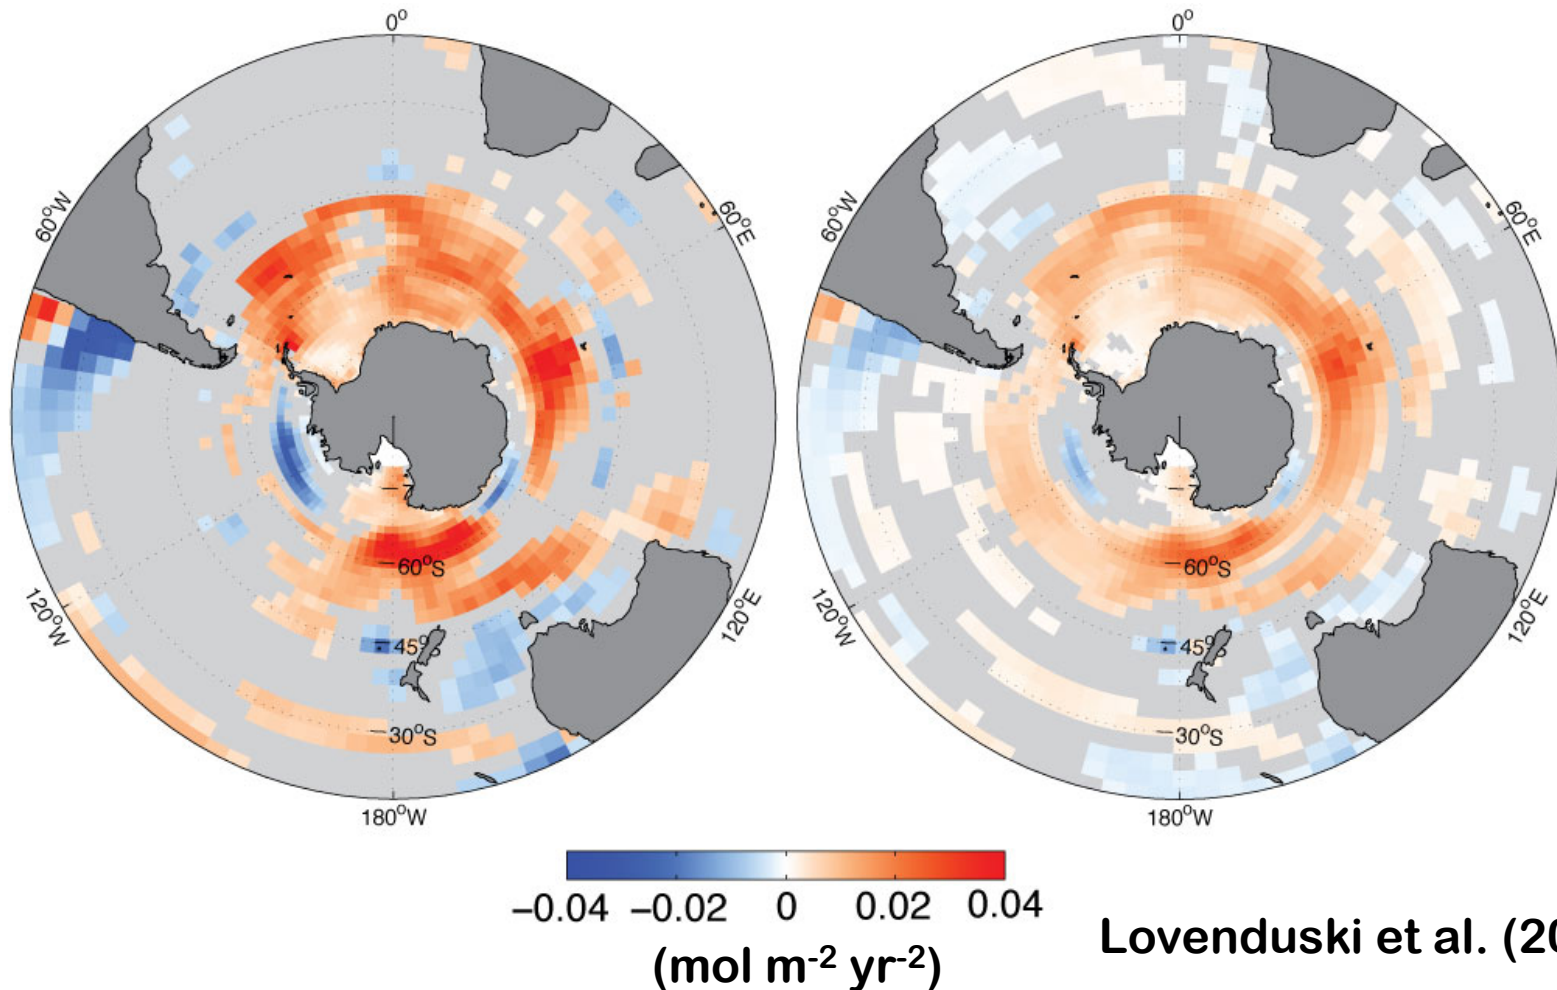 0° 0°
60°W 60°E 60°W 60°E
60°S 60°S
120°W 120°E 120°W 120°E
45°S 45°S
30°S 30°S
180°W 180°W
−0.04 −0.02 0 0.02 0.04
(mol m⁻² yr⁻²)
Lovenduski et al. (20